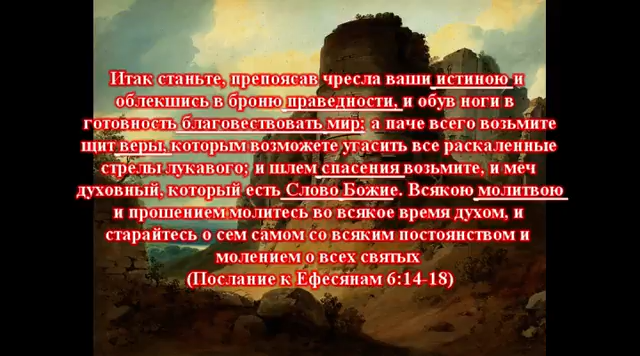 Итак станьте, препоясав чресла ваши истиною и
облекшись в броню праведности, и обув ноги в
готовность благовествовать мир; а паче всего возьмите
щит веры, которым возможете угасить все раскаленные
стрелы лукавого; и шлем спасения возьмите, и меч
духовный, который есть Слово Божие. Всякою молитвою
и прошением молитесь во всякое время духом, и
старайтесь о сем самом со всяким постоянством и
молением о всех святых
(Послание к Ефесянам 6:14-18)